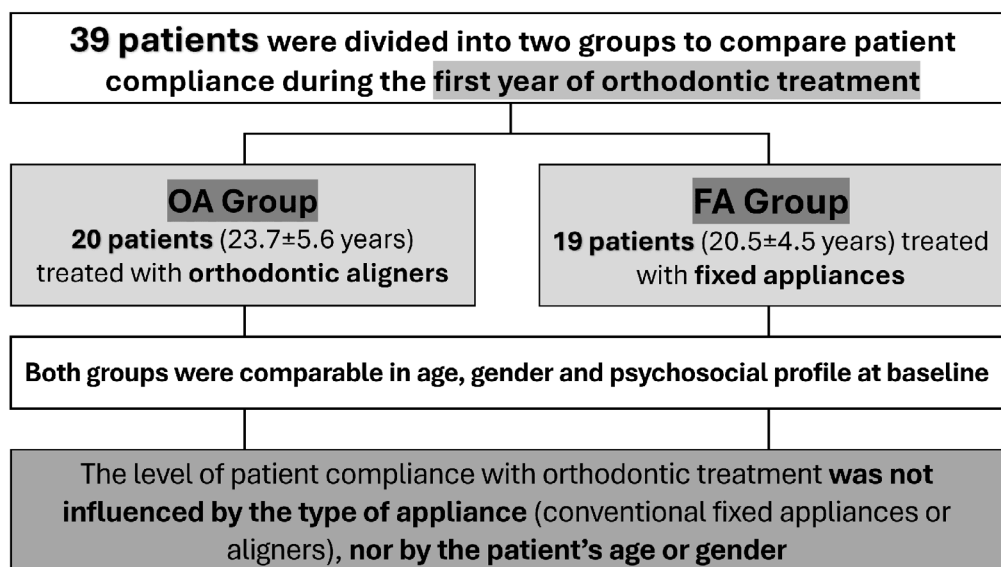 39 patients were divided into two groups to compare patient
compliance during the first year of orthodontic treatment
OA Group
20 patients (23.7±5.6 years)
treated with orthodontic aligners
FA Group
19 patients (20.5±4.5 years) treated
with fixed appliances
Both groups were comparable in age, gender and psychosocial profile at baseline
The level of patient compliance with orthodontic treatment was not
influenced by the type of appliance (conventional fixed appliances or
aligners), nor by the patient’s age or gender